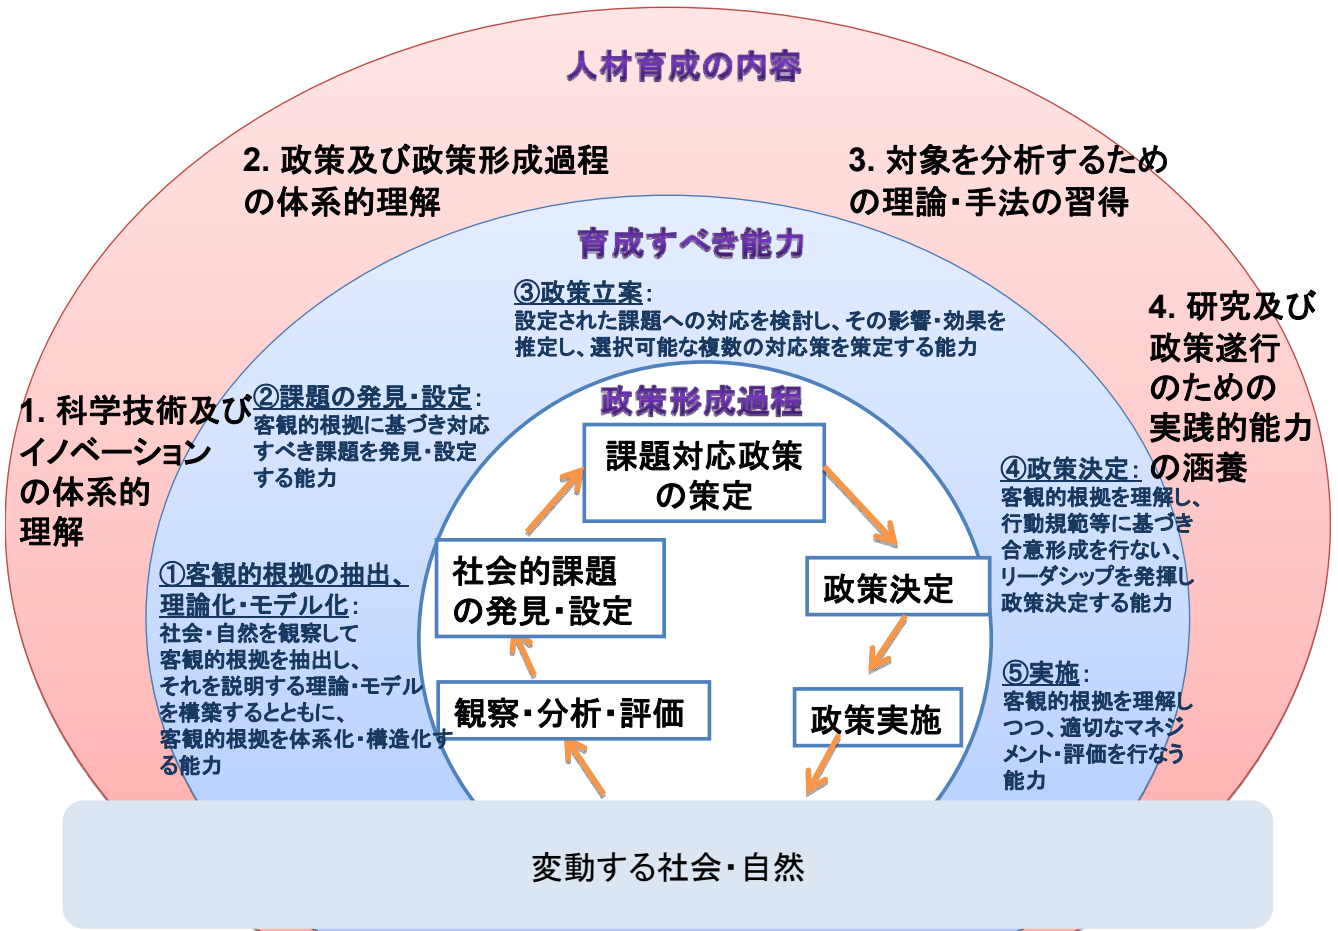 人材育成の内容
2. 政策及び政策形成過程
の体系的理解
3. 対象を分析するため
の理論・手法の習得
育成すべき能力
③政策立案:
設定された課題への対応を検討し、その影響・効果を
推定し、選択可能な複数の対応策を策定する能力
4. 研究及び
政策遂行
のための
実践的能力
の涵養
1. 科学技術及び
イノベーション
の体系的
理解
②課題の発見・設定:
客観的根拠に基づき対応
すべき課題を発見・設定
する能力
政策形成過程
課題対応政策
の策定
④政策決定:
客観的根拠を理解し、
行動規範等に基づき
合意形成を行ない、
リーダシップを発揮し
政策決定する能力
社会的課題
の発見・設定
政策決定
①客観的根拠の抽出、
理論化・モデル化:
社会・自然を観察して
客観的根拠を抽出し、
それを説明する理論・モデル
を構築するとともに、
客観的根拠を体系化・構造化す
る能力
観察・分析・評価
政策実施
⑤実施:
客観的根拠を理解し
つつ、適切なマネジ
メント・評価を行なう
能力
変動する社会・自然